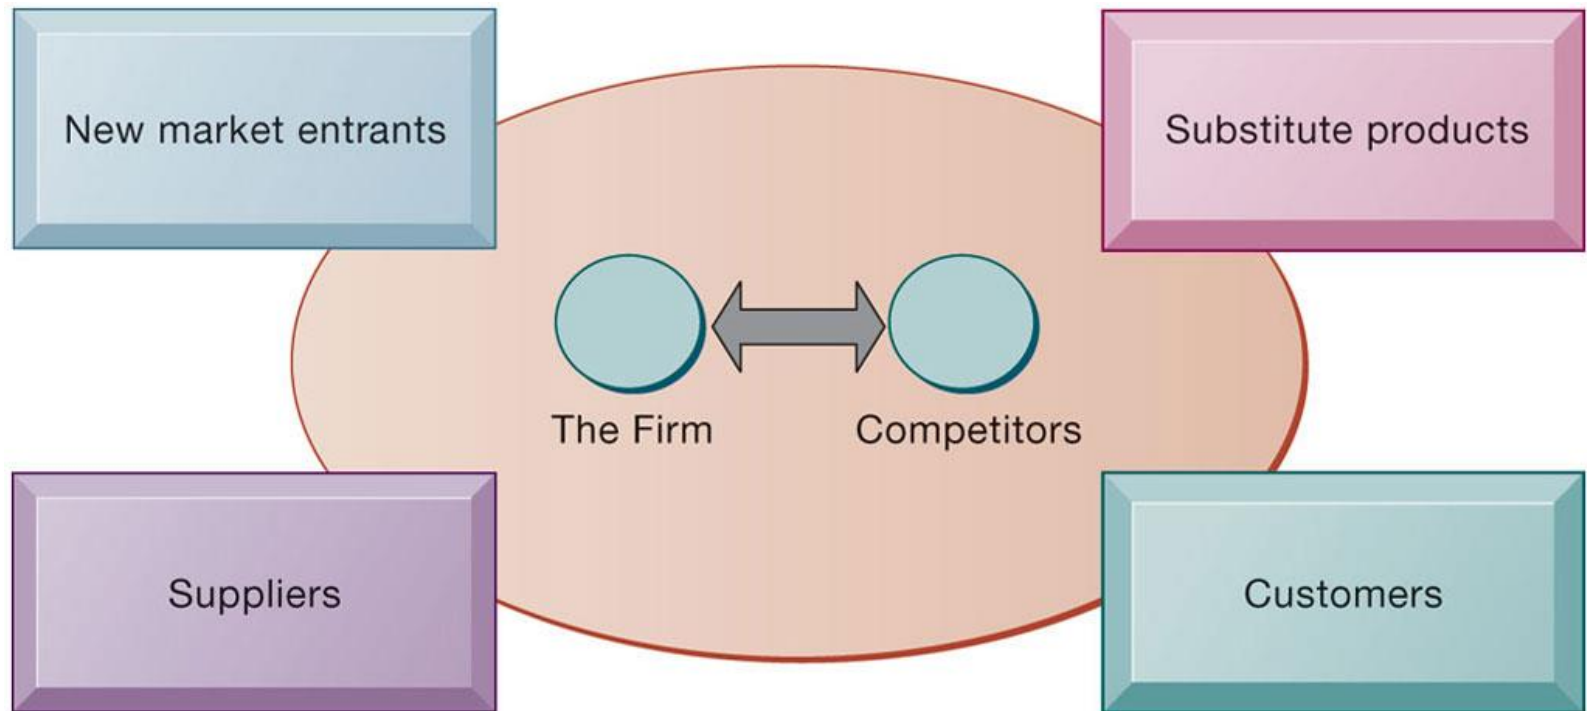 New market entrants
Substitute products
The Firm
Competitors
Suppliers
Customers